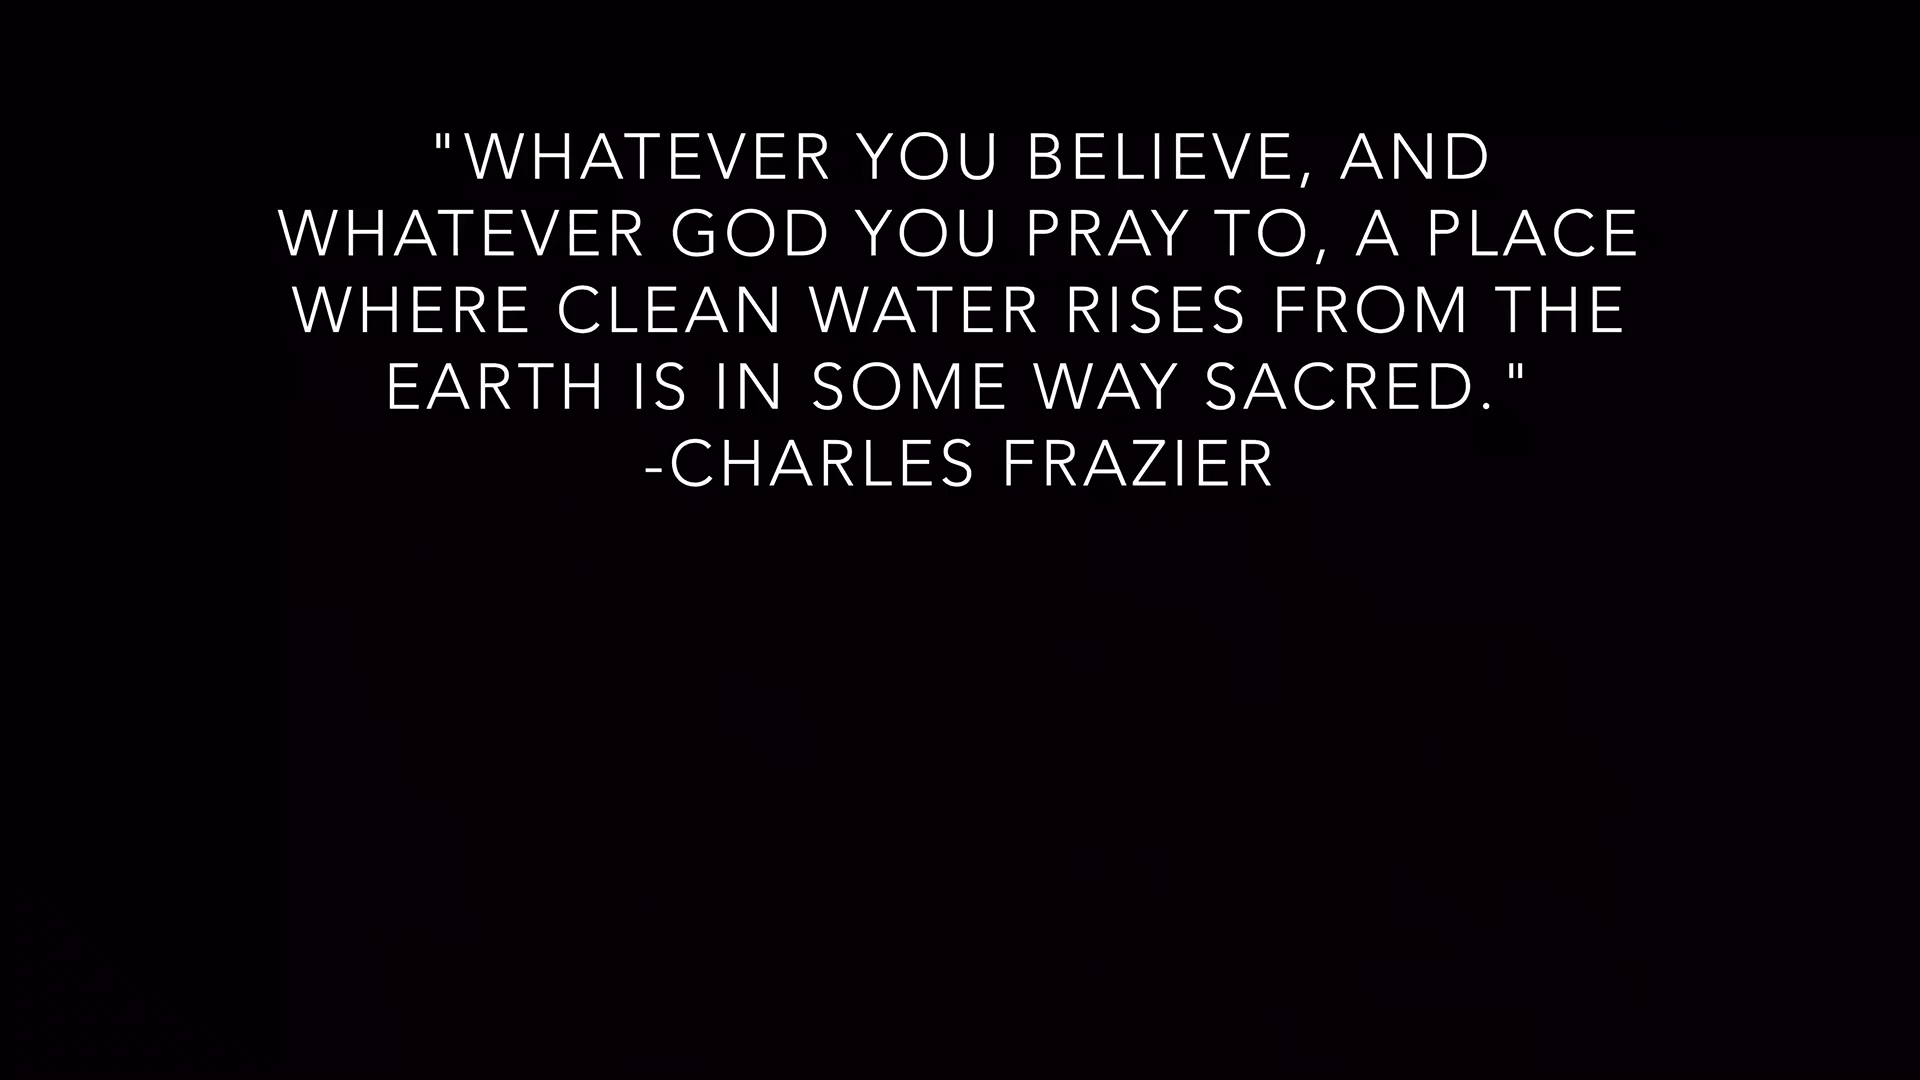 "WHATEVER YOU BELIEVE, AND
WHATEVER GOD YOU PRAY TO, A PLACE
WHERE CLEAN WATER RISES FROM THE
EARTH IS IN SOME WAY SACRED."
-CHARLES FRAZIER